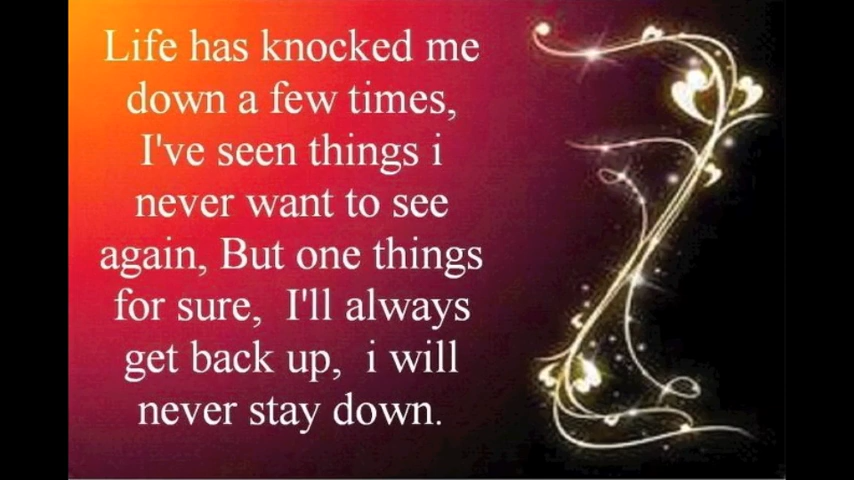 Life has knocked me
down a few times,
I've seen things i
never want to see
again, But one things
for sure,  I'll always
get back up,  i will
never stay down.